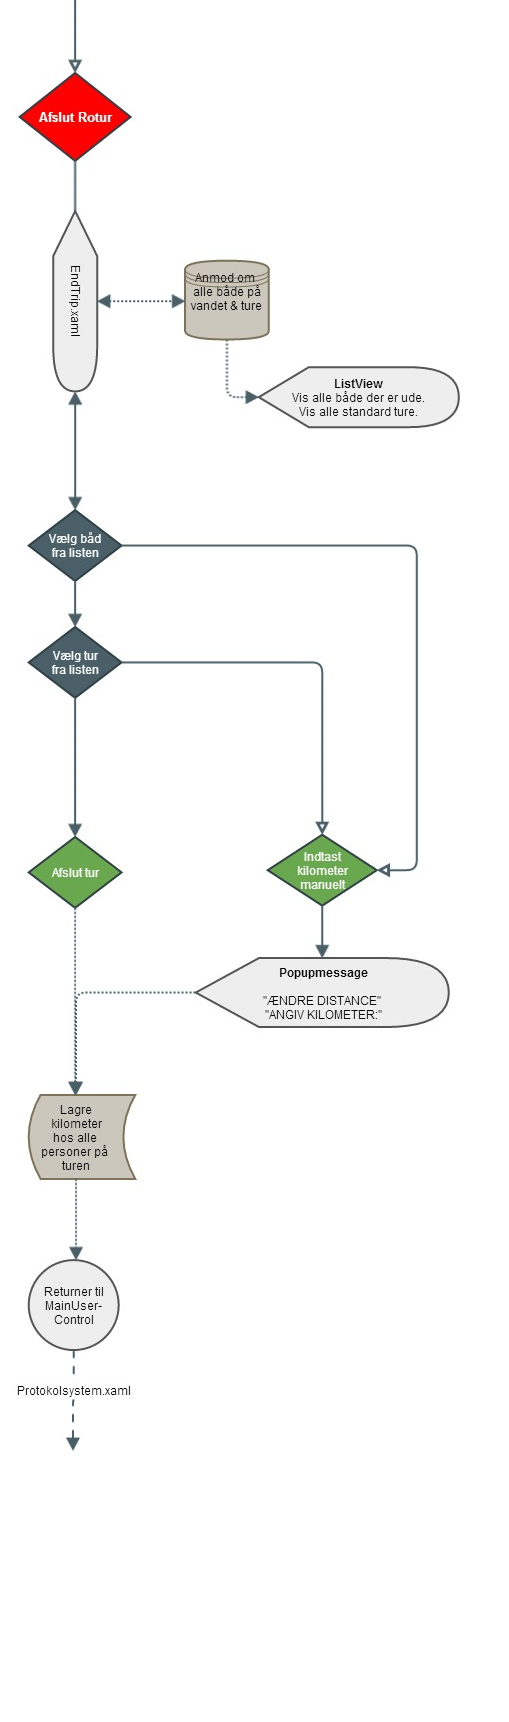 Afslut Rotur
EndTrip.xaml
Anmod om
alle både på
vandet & ture
ListView
Vis alle både der er ude.
Vis alle standard ture.
Vælg båd
fra listen
Vælg tur
fra listen
Afslut tur
Indtast
kilometer
manuelt
Popupmessage
"ÆNDRE DISTANCE"
"ANGIV KILOMETER:"
Lagre
kilometer
hos alle
personer på
turen
Returner til
MainUser-
Control
Protokolsystem.xaml